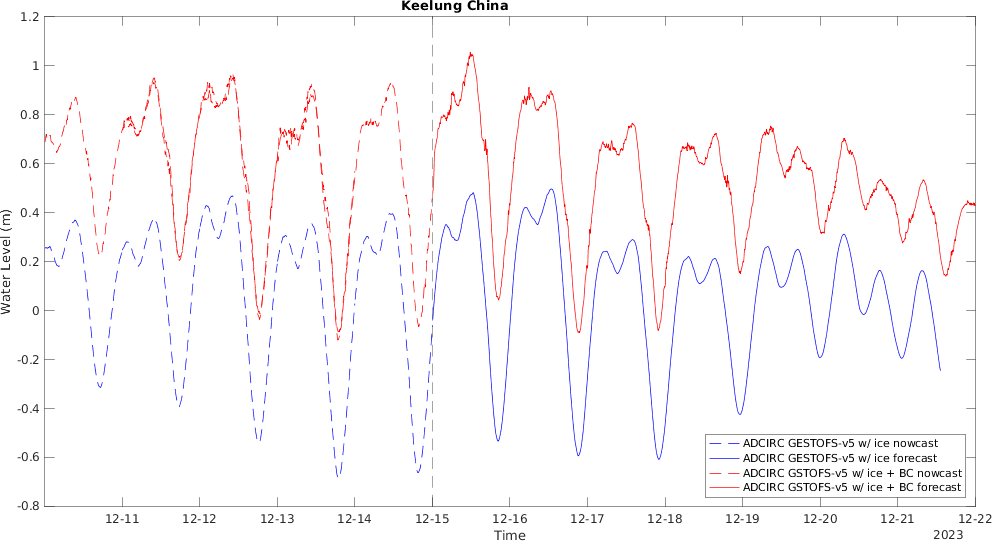 Keelung China
1.2
1
0.8
0.6
0.4
0.2
0
-0.2
-0.4
-0.6
-0.8
Water Level (m)
ADCIRC GESTOFS-v5 w/ ice nowcast
ADCIRC GESTOFS-v5 w/ ice forecast
ADCIRC GSTOFS-v5 w/ ice + BC nowcast
ADCIRC GSTOFS-v5 w/ ice + BC forecast
12-11 12-12 12-13 12-14 12-15 12-16 12-17 12-18 12-19 12-20 12-21 12-22
Time
2023